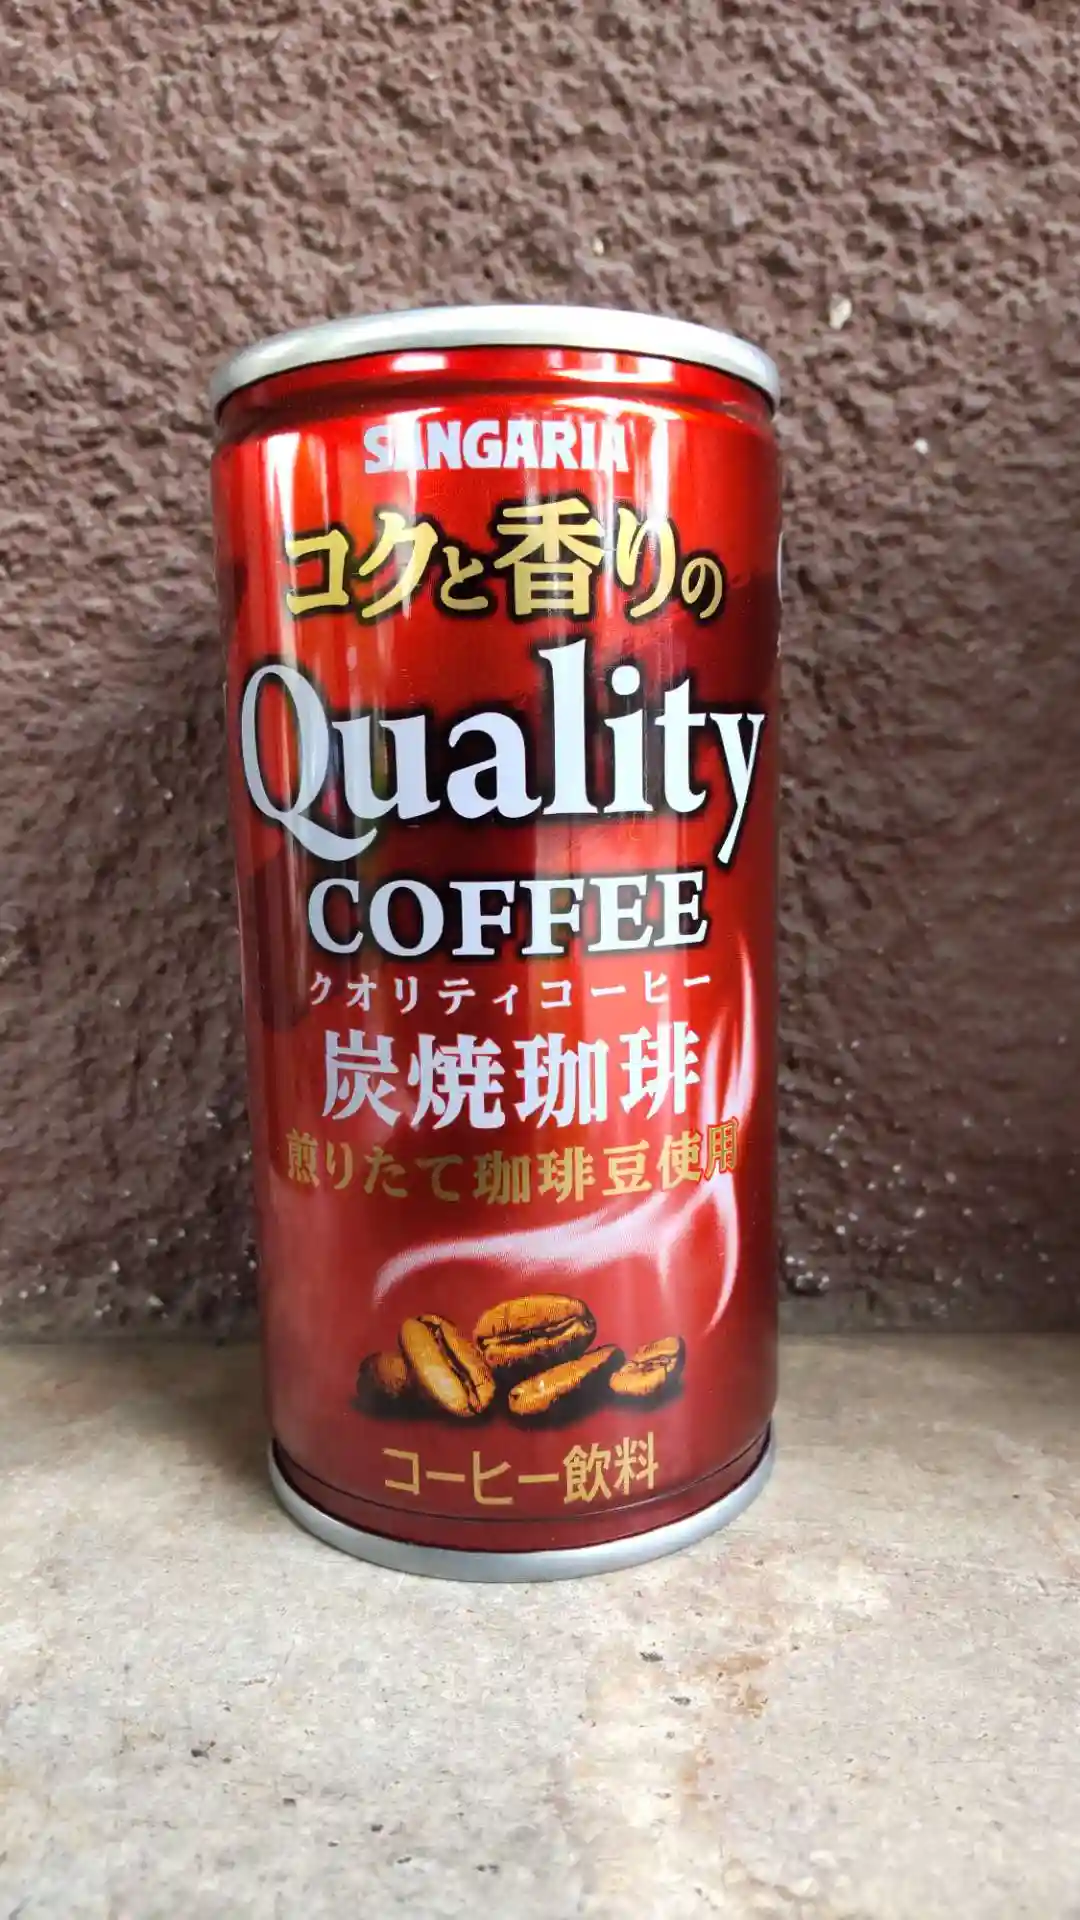 SANGARIA
コクと香りの
Quality
COFFEE
クオリティコーヒー
炭焼珈琲
煎りたて珈琲豆使用
コーヒー飲料